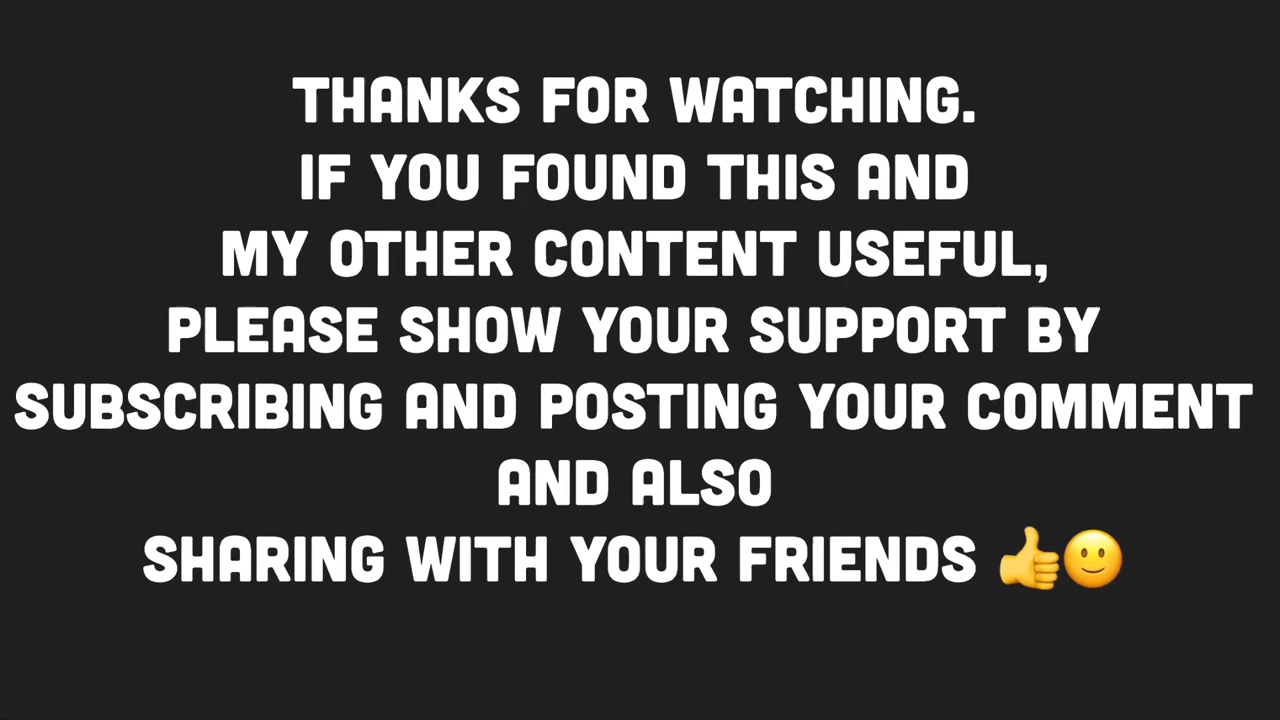 THANKS FOR WATCHING.
IF YOU FOUND THIS AND
MY OTHER CONTENT USEFUL,
PLEASE SHOW YOUR SUPPORT BY
SUBSCRIBING AND POSTING YOUR COMMENT
AND ALSO
SHARING WITH YOUR FRIENDS 👍🙂